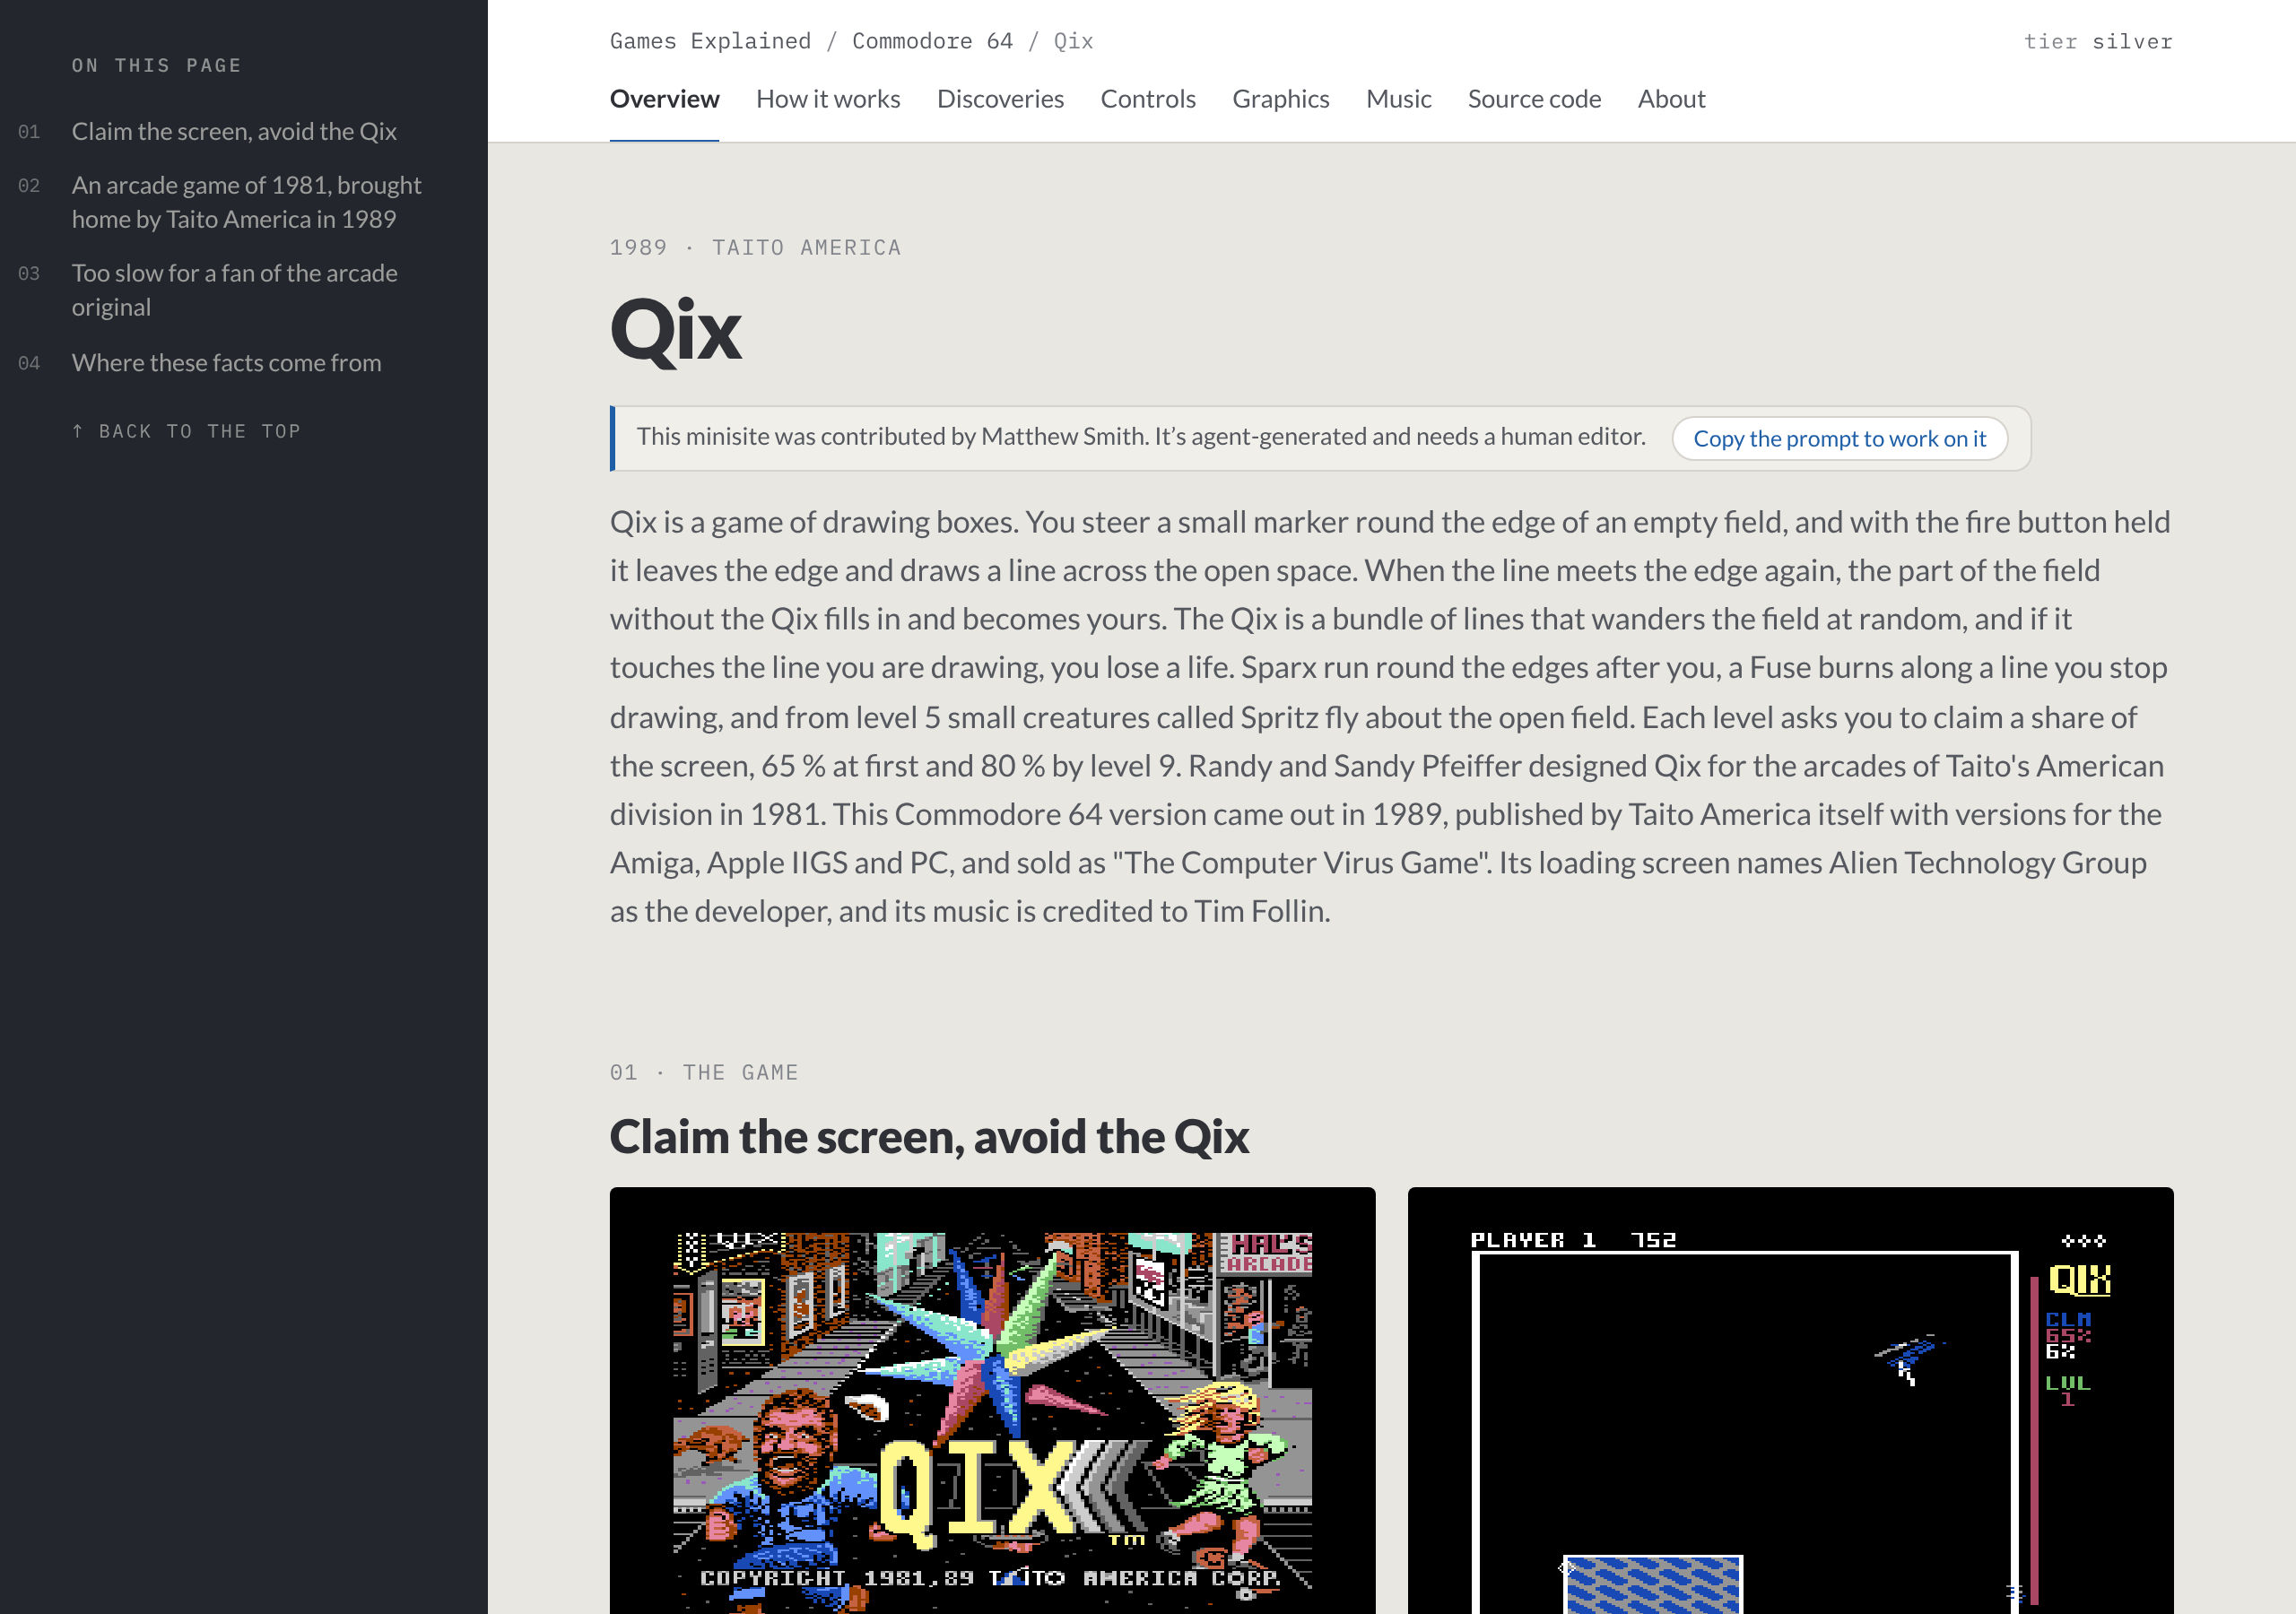 ON THIS PAGE
01 Claim the screen, avoid the Qix
02 An arcade game of 1981, brought
home by Taito America in 1989
03 Too slow for a fan of the arcade
original
04 Where these facts come from
↑ BACK TO THE TOP
Games Explained / Commodore 64 / Qix
tier silver
Overview How it works Discoveries Controls Graphics Music Source code About
1989 · TAITO AMERICA
Qix
This minisite was contributed by Matthew Smith. It’s agent-generated and needs a human editor.
Copy the prompt to work on it
Qix is a game of drawing boxes. You steer a small marker round the edge of an empty field, and with the fire button held
it leaves the edge and draws a line across the open space. When the line meets the edge again, the part of the field
without the Qix fills in and becomes yours. The Qix is a bundle of lines that wanders the field at random, and if it
touches the line you are drawing, you lose a life. Sparx run round the edges after you, a Fuse burns along a line you stop
drawing, and from level 5 small creatures called Spritz fly about the open field. Each level asks you to claim a share of
the screen, 65 % at first and 80 % by level 9. Randy and Sandy Pfeiffer designed Qix for the arcades of Taito's American
division in 1981. This Commodore 64 version came out in 1989, published by Taito America itself with versions for the
Amiga, Apple IIGS and PC, and sold as "The Computer Virus Game". Its loading screen names Alien Technology Group
as the developer, and its music is credited to Tim Follin.
01 · THE GAME
Claim the screen, avoid the Qix
QIX
HAL'S
ARCADE
QIX
TM
COPYRIGHT 1981,89 TAITO AMERICA CORP.
PLAYER 1 752
QIX
CLM
65%
6%
LVL
1